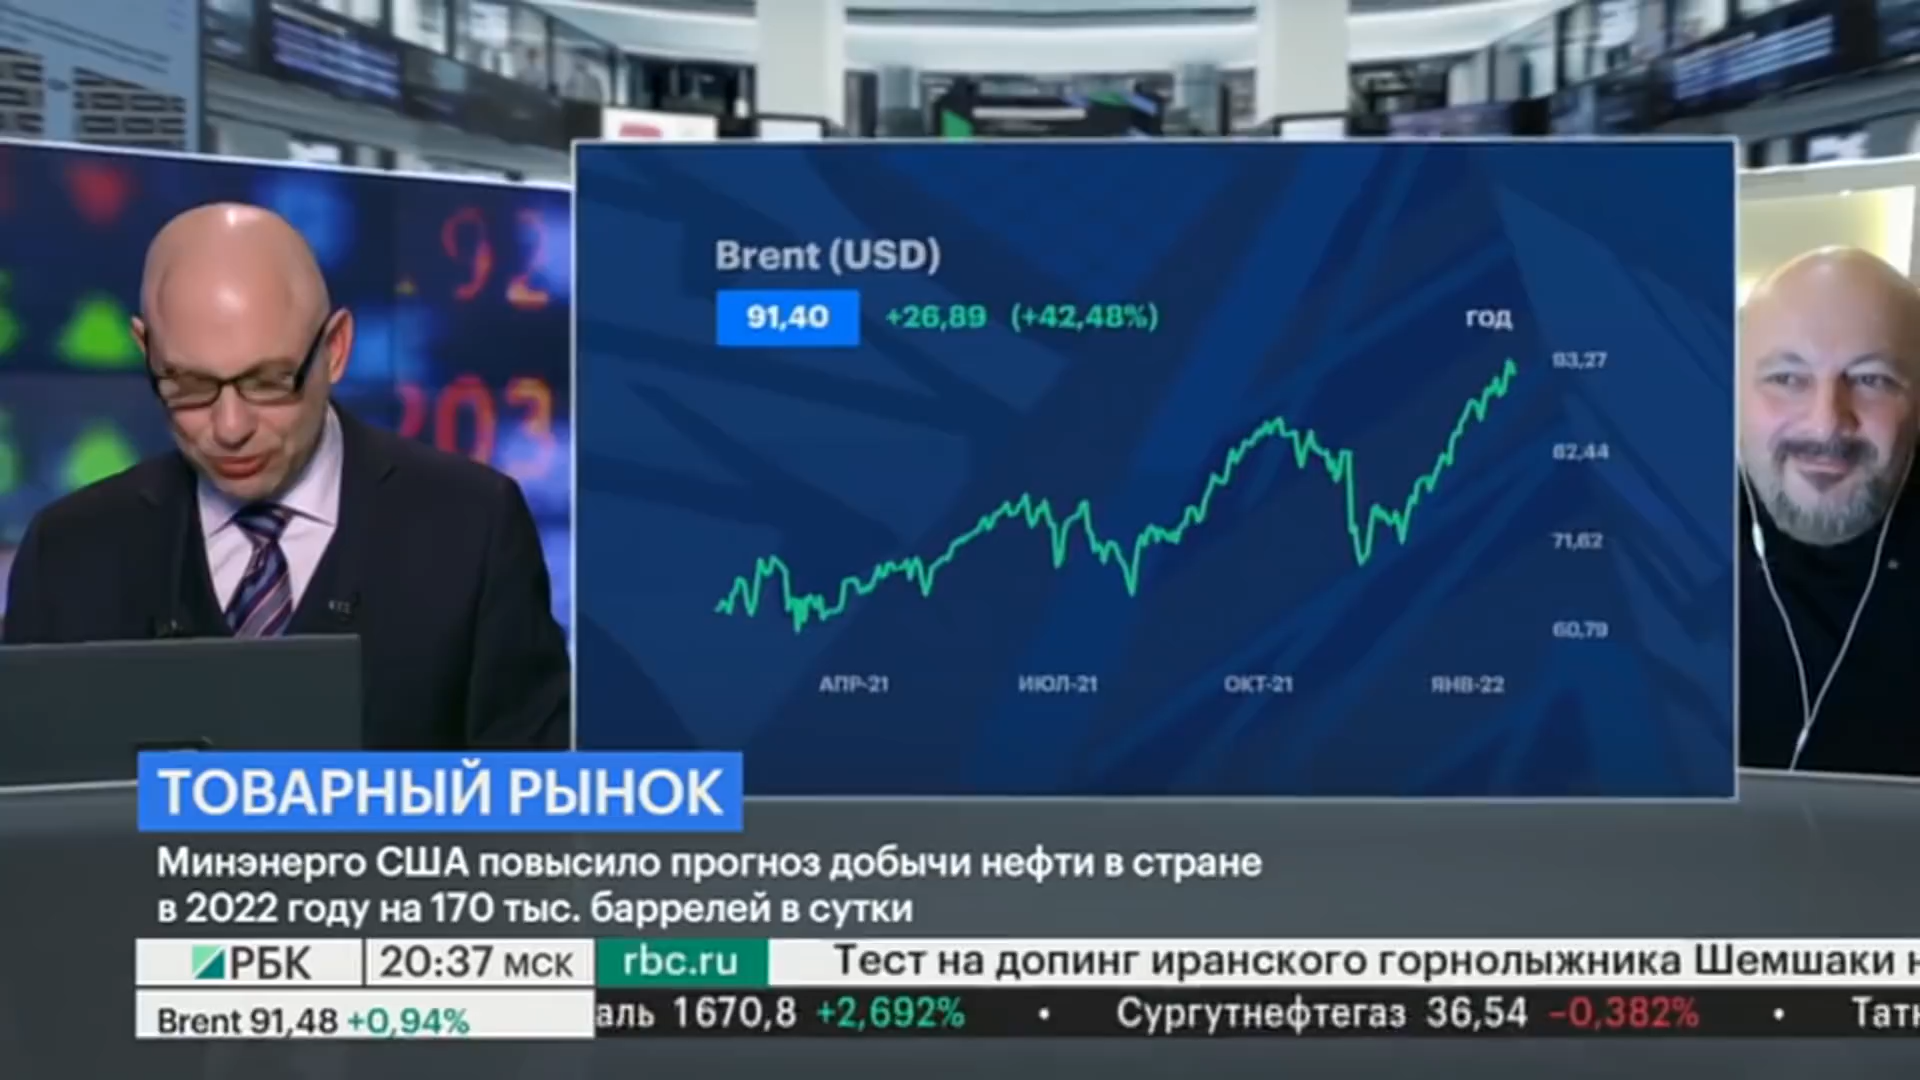 92
203
Brent (USD)
91,40 +26,89 (+42,48%)
год
93,27
82,44
71,62
60,79
АПР-21 ИЮЛ-21 ОКТ-21 ЯНВ-22
ТОВАРНЫЙ РЫНОК
Минэнерго США повысило прогноз добычи нефти в стране
в 2022 году на 170 тыс. баррелей в сутки
РБК 20:37 МСК rbc.ru Тест на допинг иранского горнолыжника Шемшаки н
Brent 91,48 +0,94% аль 1670,8 +2,692% • Сургутнефтегаз 36,54 -0,382% • Татн